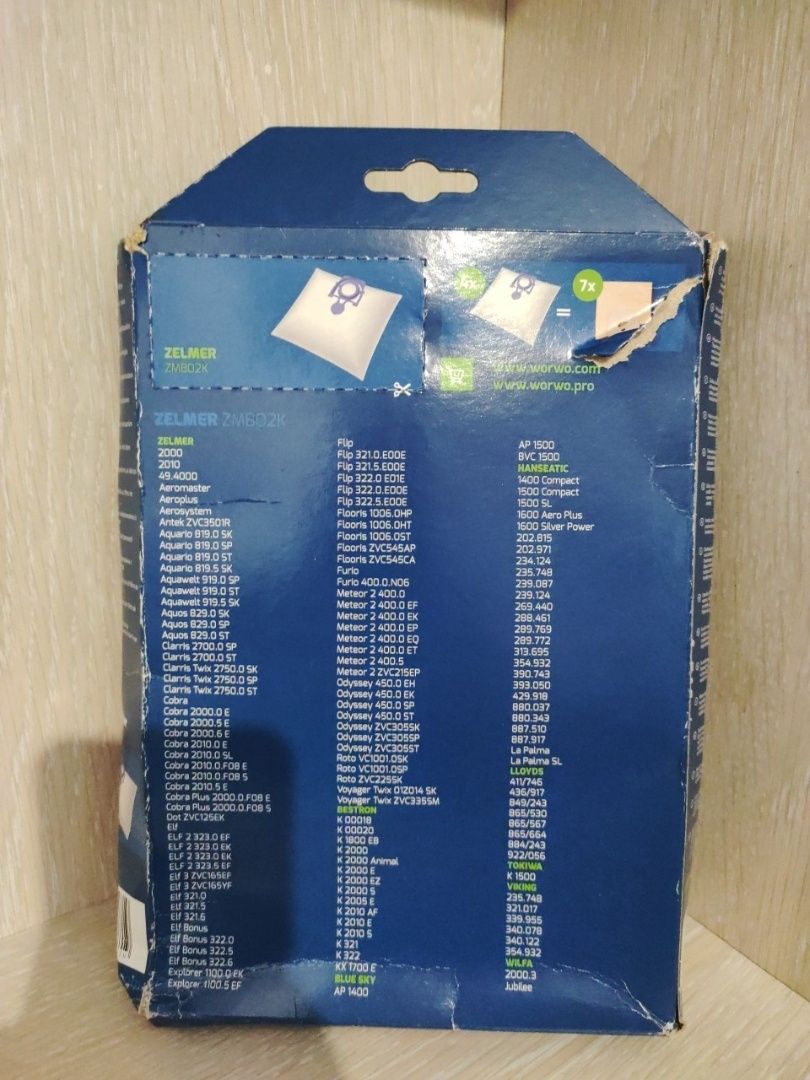 ZELMER
ZMB02K
4x
=
7x
www.worwo.com
www.worwo.pro
ZELMER ZMB02K
ZELMER
2000
2010
49.4000
Aeromaster
Aeroplus
Aerosystem
Antek ZVC3501R
Aquario 819.0 SK
Aquario 819.0 SP
Aquario 819.0 ST
Aquario 819.5 SK
Aquawelt 919.0 SP
Aquawelt 919.0 ST
Aquawelt 919.5 SK
Aquos 829.0 SK
Aquos 829.0 SP
Aquos 829.0 ST
Clarris 2700.0 SP
Clarris 2700.0 ST
Clarris Twix 2750.0 SK
Clarris Twix 2750.0 SP
Clarris Twix 2750.0 ST
Cobra
Cobra 2000.0 E
Cobra 2000.5 E
Cobra 2000.6 E
Cobra 2010.0 E
Cobra 2010.0 SL
Cobra 2010.0.F08 E
Cobra 2010.0.F08 S
Cobra 2010.5 E
Cobra Plus 2000.0.F08 E
Cobra Plus 2000.0.F08 S
Dot ZVC125EK
Elf
ELF 2 323.0 EF
ELF 2 323.0 EK
ELF 2 323.0 EK
ELF 2 323.5 EF
Elf 3 ZVC165EF
Elf 3 ZVC165YF
Elf 321.0
Elf 321.5
Elf 321.6
Elf Bonus
Elf Bonus 322.0
Elf Bonus 322.5
Elf Bonus 322.6
Explorer 1100.0 EK
Explorer 1100.5 EF
Flip
Flip 321.0.E00E
Flip 321.5.E00E
Flip 322.0 E01E
Flip 322.0.E00E
Flip 322.5.E00E
Flooris 1006.0HP
Flooris 1006.0HT
Flooris 1006.0ST
Flooris ZVC545AP
Flooris ZVC545CA
Furio
Furio 400.0.N06
Meteor 2 400.0
Meteor 2 400.0 EF
Meteor 2 400.0 EK
Meteor 2 400.0 EP
Meteor 2 400.0 EQ
Meteor 2 400.0 ET
Meteor 2 400.5
Meteor 2 ZVC215EP
Odyssey 450.0 EH
Odyssey 450.0 EK
Odyssey 450.0 SP
Odyssey 450.0 ST
Odyssey ZVC305SK
Odyssey ZVC305SP
Odyssey ZVC305ST
Roto VC1001.0SK
Roto VC1001.0SP
Roto ZVC225SK
Voyager Twix 01Z014 SK
Voyager Twix ZVC335SM
BESTRON
K 00018
K 00020
K 1800 EB
K 2000
K 2000 Animal
K 2000 E
K 2000 EZ
K 2000 S
K 2005 E
K 2010 AF
K 2010 E
K 2010 S
K 321
K 322
KX 1700 E
BLUE SKY
AP 1400
AP 1500
BVC 1500
HANSEATIC
1400 Compact
1500 Compact
1500 SL
1600 Aero Plus
1600 Silver Power
202.815
202.971
234.124
235.748
239.087
239.124
269.440
288.461
289.769
289.772
313.695
354.932
390.743
393.050
429.918
880.037
880.343
887.510
887.917
La Palma
La Palma SL
LLOYDS
411/746
436/917
849/243
865/530
865/567
865/664
884/243
922/056
TOKIWA
K 1500
VIKING
235.748
321.017
339.955
340.078
340.122
354.932
WILFA
2000.3
Jubilee